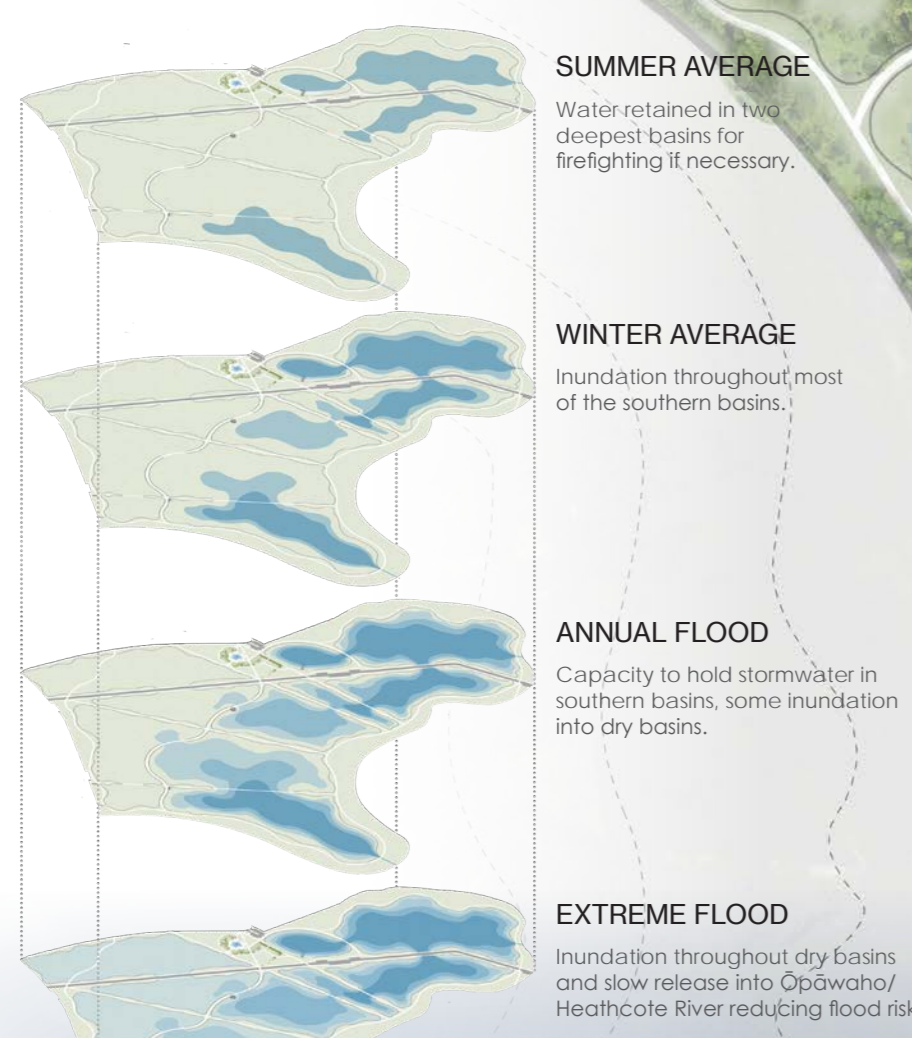 SUMMER AVERAGE
Water retained in two
deepest basins for
firefighting if necessary.
WINTER AVERAGE
Inundation throughout most
of the southern basins.
ANNUAL FLOOD
Capacity to hold stormwater in
southern basins, some inundation
into dry basins.
EXTREME FLOOD
Inundation throughout dry basins
and slow release into Ōpāwaho/
Heathcote River reducing flood risk